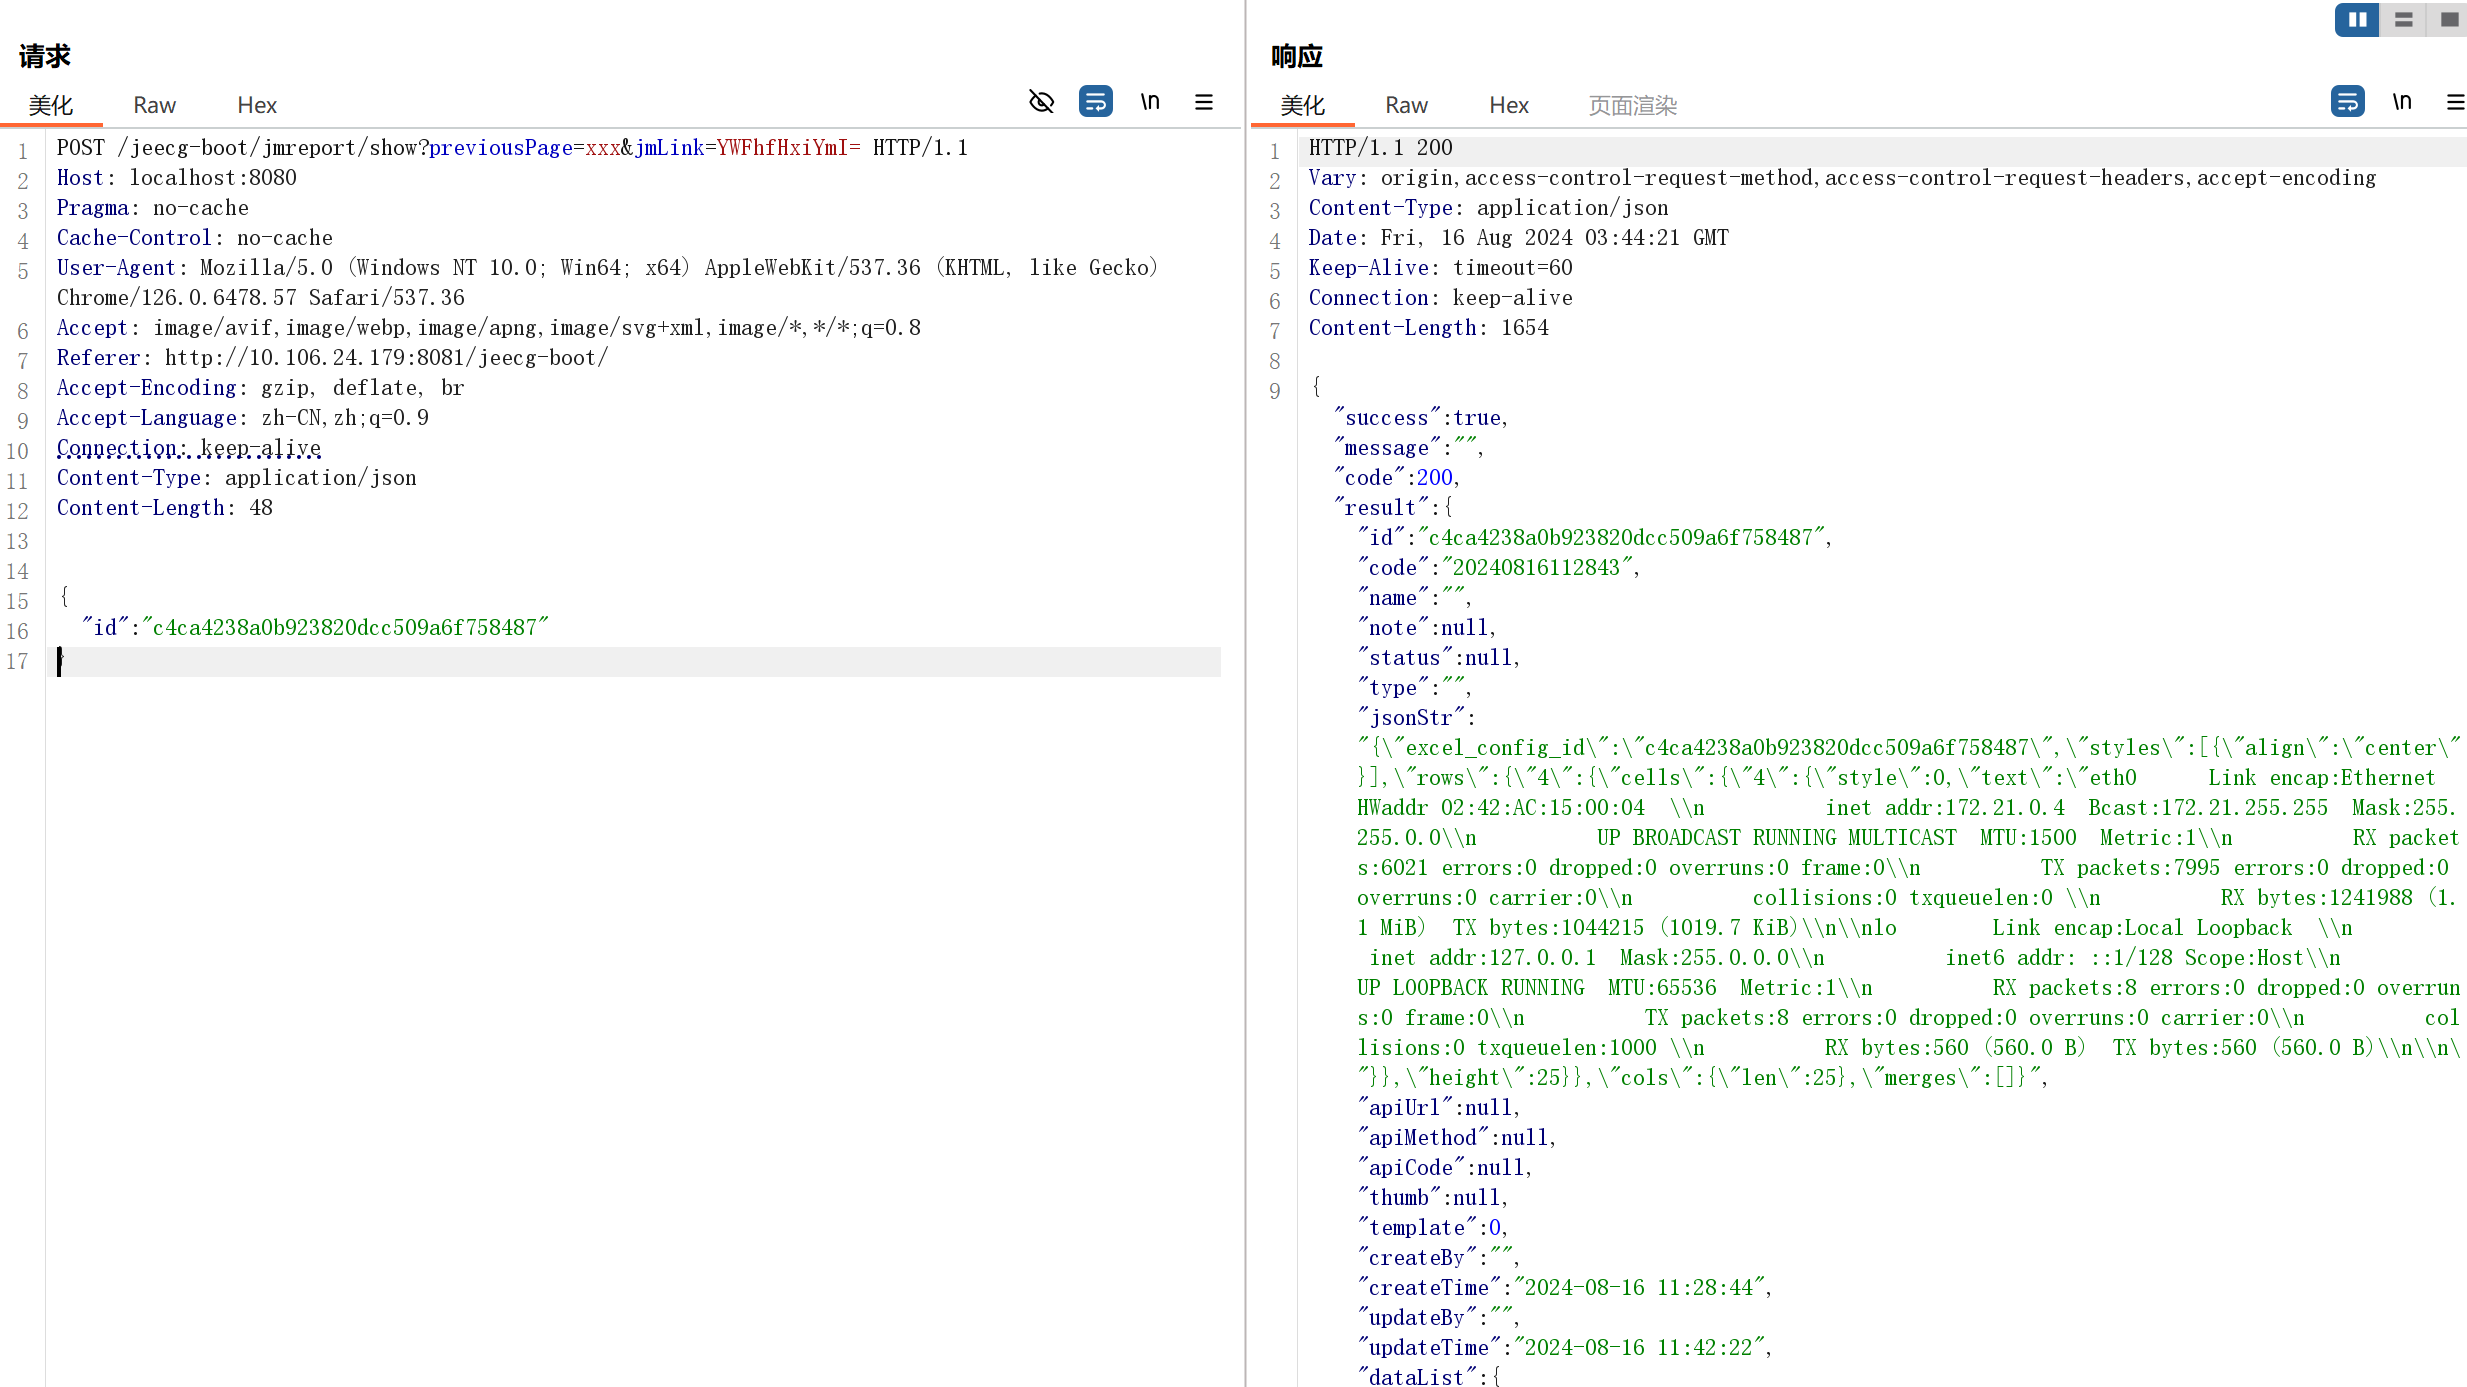 请求
美化 Raw Hex \n
1 POST /jeecg-boot/jmreport/show?previousPage=xxx&jmLink=YWFhfHxiYmI= HTTP/1.1
2 Host: localhost:8080
3 Pragma: no-cache
4 Cache-Control: no-cache
5 User-Agent: Mozilla/5.0 (Windows NT 10.0; Win64; x64) AppleWebKit/537.36 (KHTML, like Gecko)
Chrome/126.0.6478.57 Safari/537.36
6 Accept: image/avif,image/webp,image/apng,image/svg+xml,image/*,*/*;q=0.8
7 Referer: http://10.106.24.179:8081/jeecg-boot/
8 Accept-Encoding: gzip, deflate, br
9 Accept-Language: zh-CN,zh;q=0.9
10 Connection: keep-alive
11 Content-Type: application/json
12 Content-Length: 48
13
14
15 {
16 "id":"c4ca4238a0b923820dcc509a6f758487"
17 }
响应
美化 Raw Hex 页面渲染 \n
1 HTTP/1.1 200
2 Vary: origin,access-control-request-method,access-control-request-headers,accept-encoding
3 Content-Type: application/json
4 Date: Fri, 16 Aug 2024 03:44:21 GMT
5 Keep-Alive: timeout=60
6 Connection: keep-alive
7 Content-Length: 1654
8
9 {
"success":true,
"message":"",
"code":200,
"result":{
"id":"c4ca4238a0b923820dcc509a6f758487",
"code":"20240816112843",
"name":"",
"note":null,
"status":null,
"type":"",
"jsonStr":
"{\"excel_config_id\":\"c4ca4238a0b923820dcc509a6f758487\",\"styles\":[{\"align\":\"center\"
}],\"rows\":{\"4\":{\"cells\":{\"4\":{\"style\":0,\"text\":\"eth0      Link encap:Ethernet
HWaddr 02:42:AC:15:00:04  \\n          inet addr:172.21.0.4  Bcast:172.21.255.255  Mask:255.
255.0.0\\n          UP BROADCAST RUNNING MULTICAST  MTU:1500  Metric:1\\n          RX packet
s:6021 errors:0 dropped:0 overruns:0 frame:0\\n          TX packets:7995 errors:0 dropped:0
overruns:0 carrier:0\\n          collisions:0 txqueuelen:0 \\n          RX bytes:1241988 (1.
1 MiB)  TX bytes:1044215 (1019.7 KiB)\\n\\nlo        Link encap:Local Loopback  \\n
inet addr:127.0.0.1  Mask:255.0.0.0\\n          inet6 addr: ::1/128 Scope:Host\\n
UP LOOPBACK RUNNING  MTU:65536  Metric:1\\n          RX packets:8 errors:0 dropped:0 overrun
s:0 frame:0\\n          TX packets:8 errors:0 dropped:0 overruns:0 carrier:0\\n          col
lisions:0 txqueuelen:1000 \\n          RX bytes:560 (560.0 B)  TX bytes:560 (560.0 B)\\n\\n\
"}},\"height\":25}},\"cols\":{\"len\":25},\"merges\":[]}",
"apiUrl":null,
"apiMethod":null,
"apiCode":null,
"thumb":null,
"template":0,
"createBy":"",
"createTime":"2024-08-16 11:28:44",
"updateBy":"",
"updateTime":"2024-08-16 11:42:22",
"dataList":{